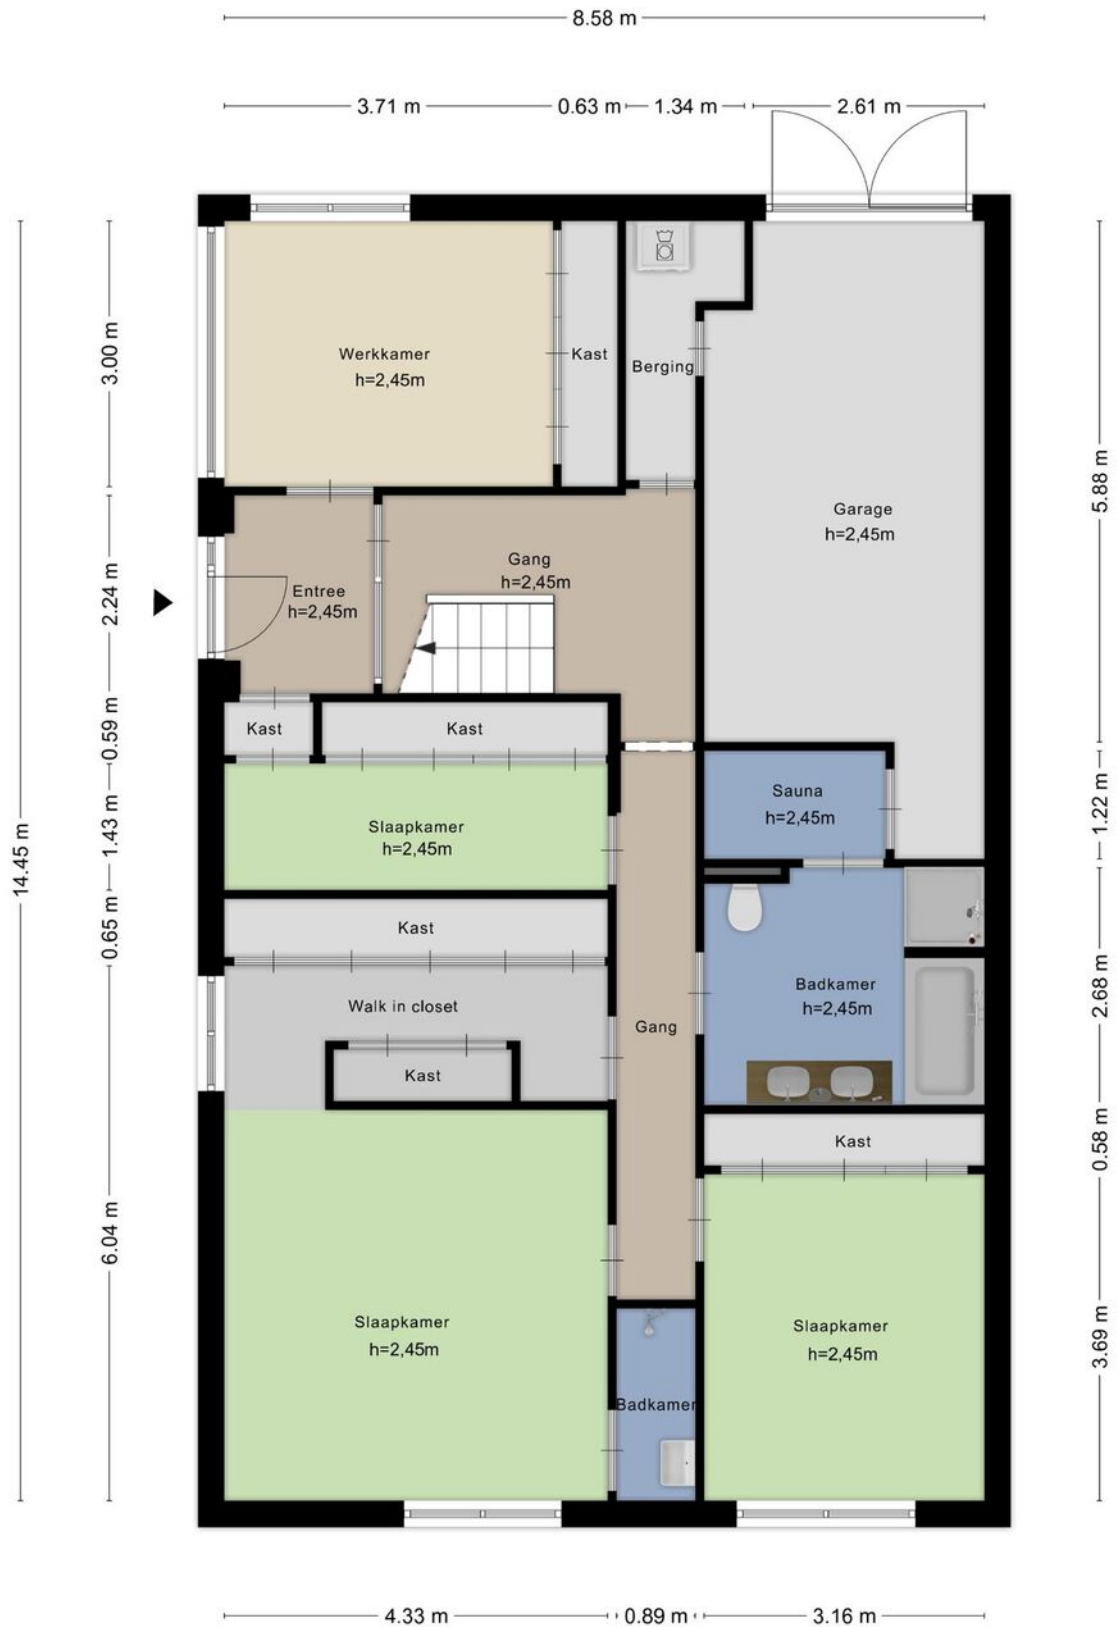 8.58 m
3.71 m
0.63 m
1.34 m
2.61 m
14.45 m
3.00 m
2.24 m
0.59 m
1.43 m
0.65 m
6.04 m
Werkkamer
h=2,45m
Kast
Berging
Garage
h=2,45m
Gang
h=2,45m
Entree
h=2,45m
Kast
Kast
Sauna
h=2,45m
Slaapkamer
h=2,45m
Kast
Walk in closet
Kast
Gang
Badkamer
h=2,45m
Kast
Slaapkamer
h=2,45m
Slaapkamer
h=2,45m
Badkamer
5.88 m
1.22 m
2.68 m
0.58 m
3.69 m
4.33 m
0.89 m
3.16 m